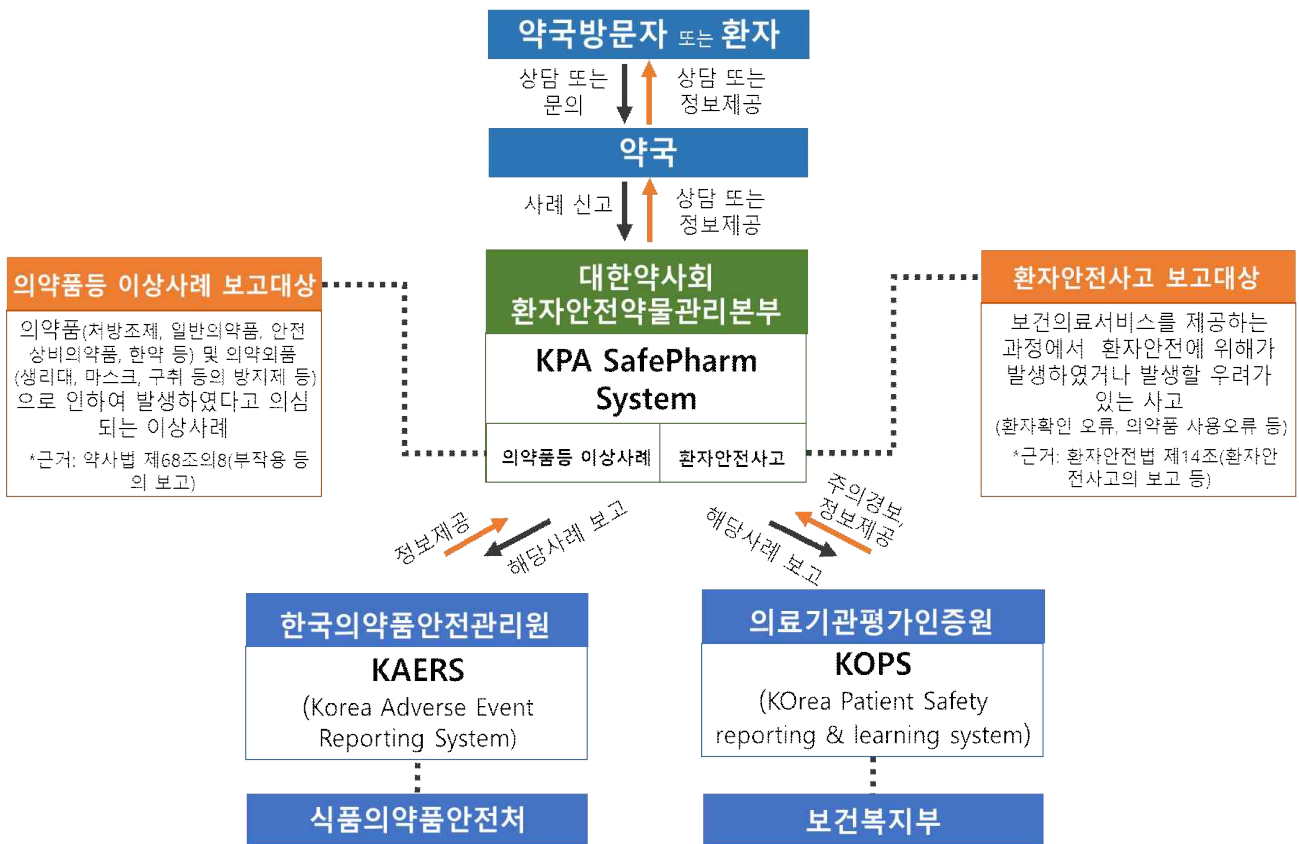 약국방문자 또는 환자
상담 또는
문의
상담 또는
정보제공
약국
사례 신고
상담 또는
정보제공
의약품등 이상사례 보고대상
의약품(처방조제, 일반의약품, 안전
상비의약품, 한약 등) 및 의약외품
(생리대, 마스크, 구취 등의 방지제 등)
으로 인하여 발생하였다고 의심
되는 이상사례
*근거: 약사법 제68조의8(부작용 등
의 보고)
대한약사회
환자안전약물관리본부
KPA SafePharm
System
의약품등 이상사례
환자안전사고
환자안전사고 보고대상
보건의료서비스를 제공하는
과정에서 환자안전에 위해가
발생하였거나 발생할 우려가
있는 사고
(환자확인 오류, 의약품 사용오류 등)
*근거: 환자안전법 제14조(환자안
전사고의 보고 등)
정보제공
해당사례 보고
해당사례 보고
주의경보,
정보제공
한국의약품안전관리원
KAERS
(Korea Adverse Event
Reporting System)
의료기관평가인증원
KOPS
(KOrea Patient Safety
reporting & learning system)
식품의약품안전처
보건복지부